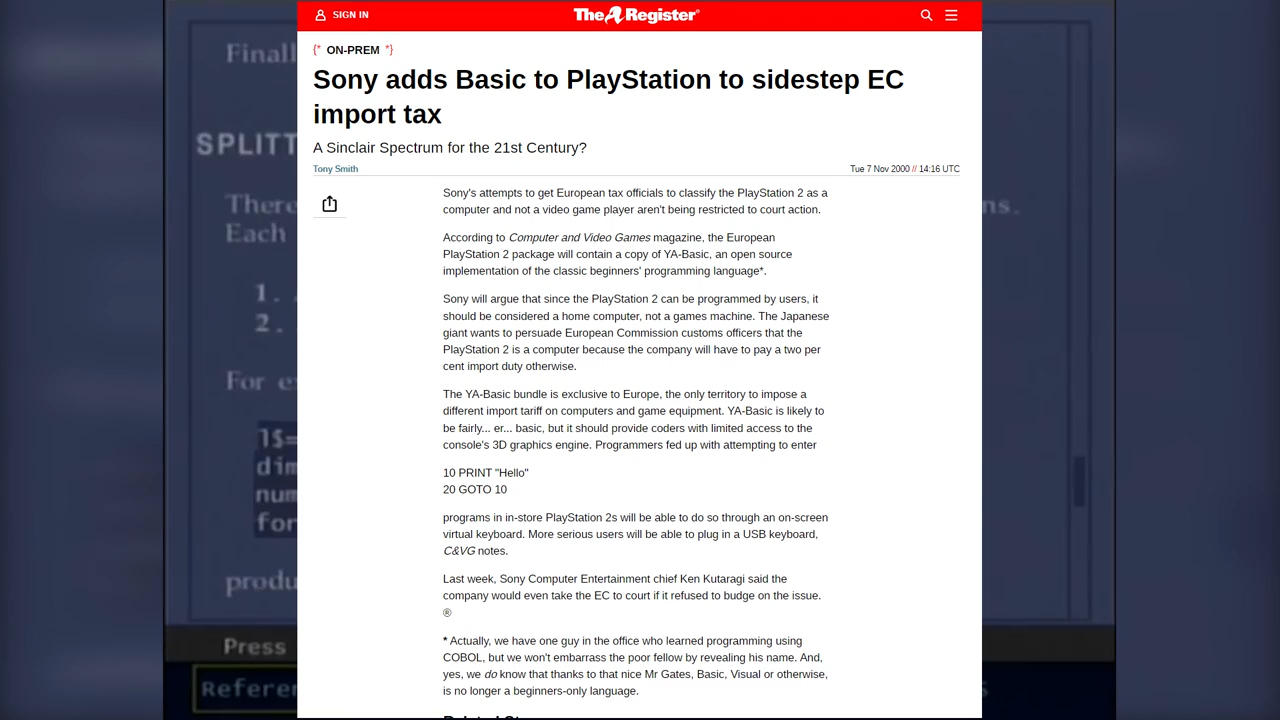 SIGN IN
The Register®
{* ON-PREM *}
Sony adds Basic to PlayStation to sidestep EC
import tax
A Sinclair Spectrum for the 21st Century?
Tony Smith
Tue 7 Nov 2000 // 14:16 UTC
Sony's attempts to get European tax officials to classify the PlayStation 2 as a
computer and not a video game player aren't being restricted to court action.
According to Computer and Video Games magazine, the European
PlayStation 2 package will contain a copy of YA-Basic, an open source
implementation of the classic beginners' programming language*.
Sony will argue that since the PlayStation 2 can be programmed by users, it
should be considered a home computer, not a games machine. The Japanese
giant wants to persuade European Commission customs officers that the
PlayStation 2 is a computer because the company will have to pay a two per
cent import duty otherwise.
The YA-Basic bundle is exclusive to Europe, the only territory to impose a
different import tariff on computers and game equipment. YA-Basic is likely to
be fairly... er... basic, but it should provide coders with limited access to the
console's 3D graphics engine. Programmers fed up with attempting to enter
10 PRINT "Hello"
20 GOTO 10
programs in in-store PlayStation 2s will be able to do so through an on-screen
virtual keyboard. More serious users will be able to plug in a USB keyboard,
C&VG notes.
Last week, Sony Computer Entertainment chief Ken Kutaragi said the
company would even take the EC to court if it refused to budge on the issue.
®
* Actually, we have one guy in the office who learned programming using
COBOL, but we won't embarrass the poor fellow by revealing his name. And,
yes, we do know that thanks to that nice Mr Gates, Basic, Visual or otherwise,
is no longer a beginners-only language.
Finall
SPLITT
There
ns.
Each
1.
2.
For e
dim
num
for
produ
Press
Refere